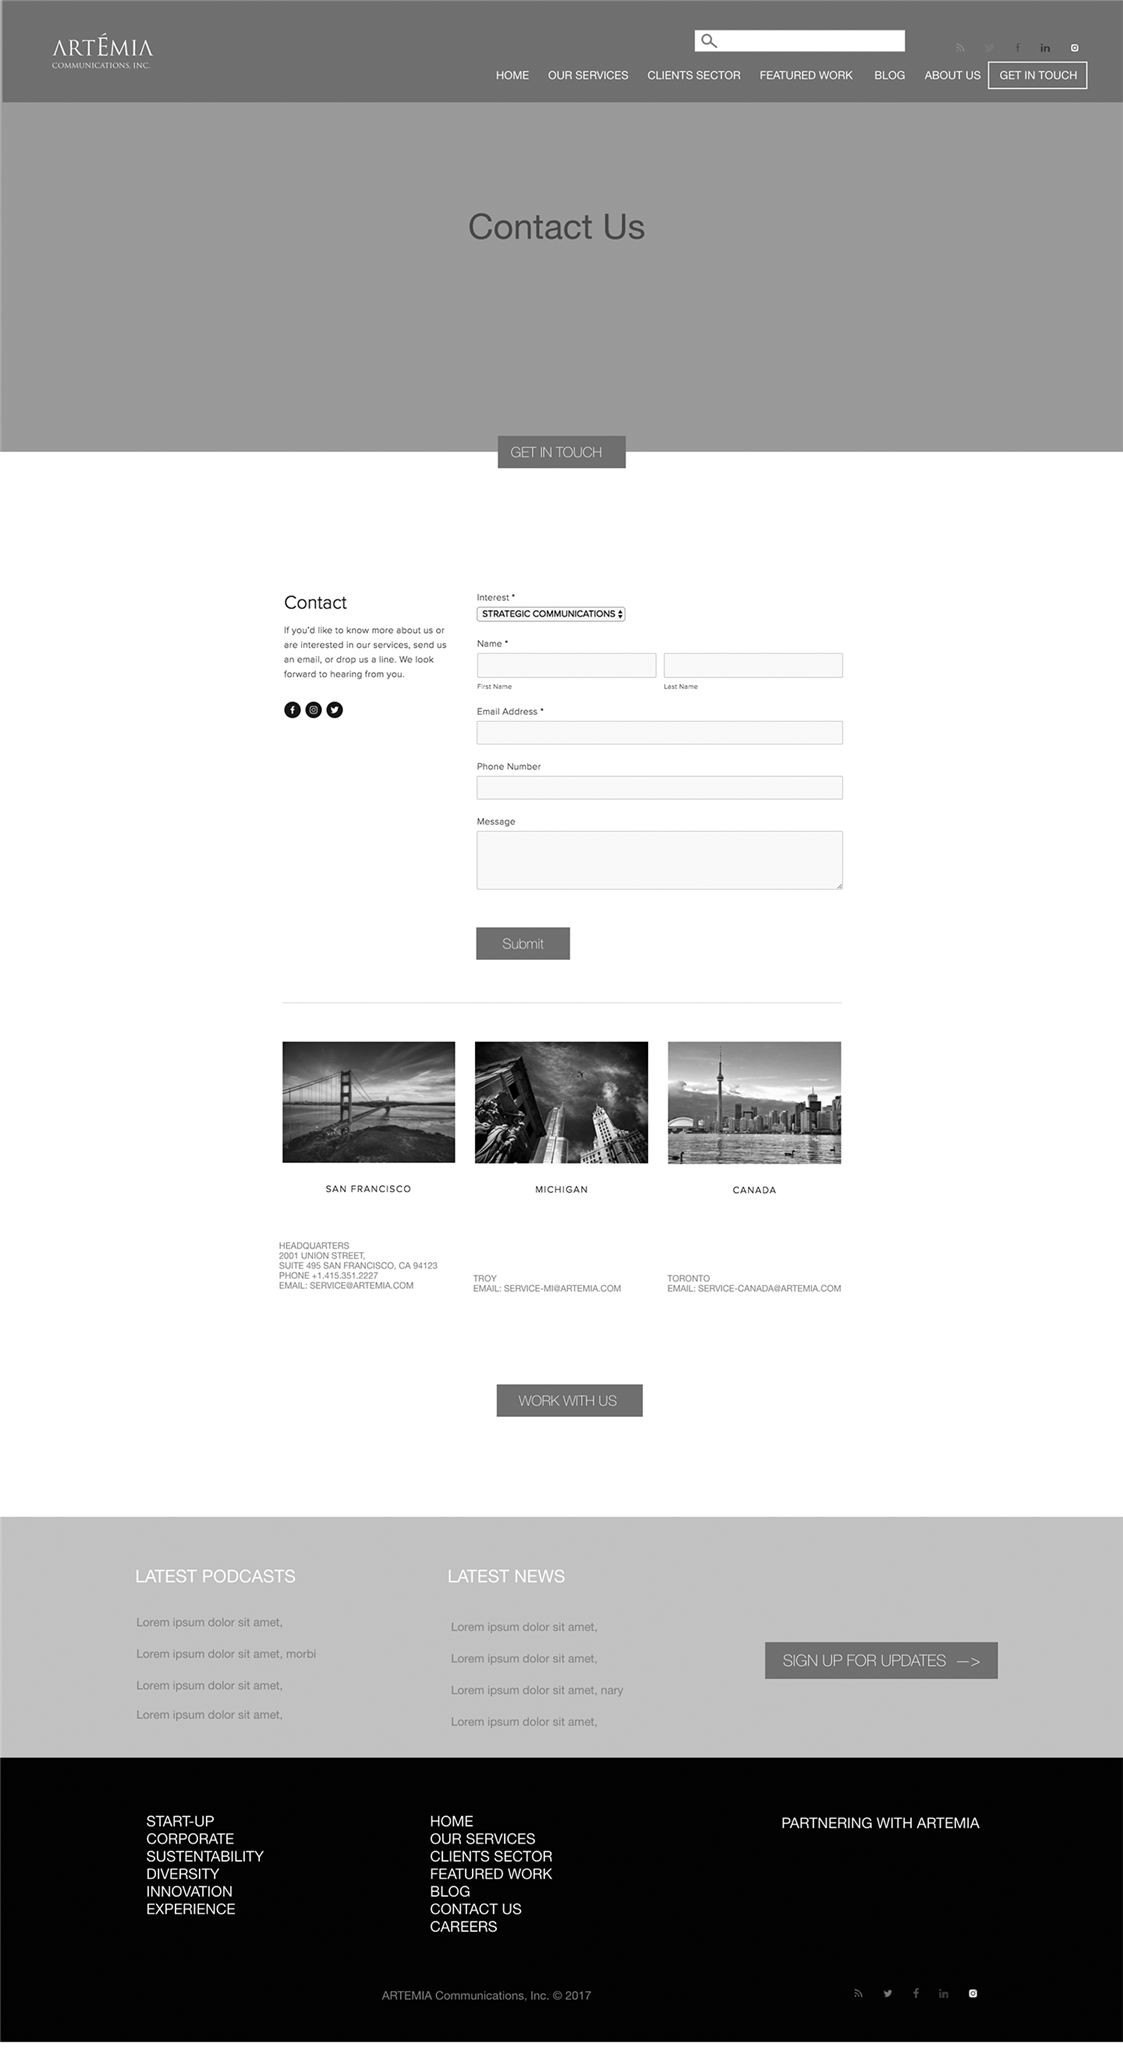 ARTÉMIA
COMMUNICATIONS, INC.
HOME OUR SERVICES CLIENTS SECTOR FEATURED WORK BLOG ABOUT US GET IN TOUCH
Contact Us
GET IN TOUCH
Contact
If you'd like to know more about us or
are interested in our services, send us
an email, or drop us a line. We look
forward to hearing from you.
Interest *
STRATEGIC COMMUNICATIONS
Name *
First Name Last Name
Email Address *
Phone Number
Message
Submit
SAN FRANCISCO
MICHIGAN
CANADA
HEADQUARTERS
2001 UNION STREET,
SUITE 495 SAN FRANCISCO, CA 94123
PHONE +1.415.351.2227
EMAIL: SERVICE@ARTEMIA.COM
TROY
EMAIL: SERVICE-MI@ARTEMIA.COM
TORONTO
EMAIL: SERVICE-CANADA@ARTEMIA.COM
WORK WITH US
LATEST PODCASTS
Lorem ipsum dolor sit amet,
Lorem ipsum dolor sit amet, morbi
Lorem ipsum dolor sit amet,
Lorem ipsum dolor sit amet,
LATEST NEWS
Lorem ipsum dolor sit amet,
Lorem ipsum dolor sit amet,
Lorem ipsum dolor sit amet, nary
Lorem ipsum dolor sit amet,
SIGN UP FOR UPDATES —>
START-UP
CORPORATE
SUSTENTABILITY
DIVERSITY
INNOVATION
EXPERIENCE
HOME
OUR SERVICES
CLIENTS SECTOR
FEATURED WORK
BLOG
CONTACT US
CAREERS
PARTNERING WITH ARTEMIA
ARTEMIA Communications, Inc. © 2017